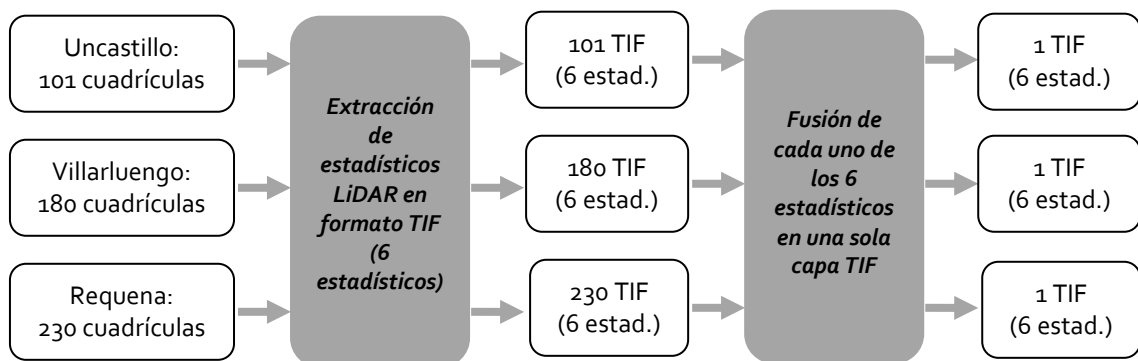 Uncastillo:
101 cuadrículas
Villarluengo:
180 cuadrículas
Requena:
230 cuadrículas
Extracción
de
estadísticos
LiDAR en
formato TIF
(6
estadísticos)
101 TIF
(6 estad.)
180 TIF
(6 estad.)
230 TIF
(6 estad.)
Fusión de
cada uno de
los 6
estadísticos
en una sola
capa TIF
1 TIF
(6 estad.)
1 TIF
(6 estad.)
1 TIF
(6 estad.)